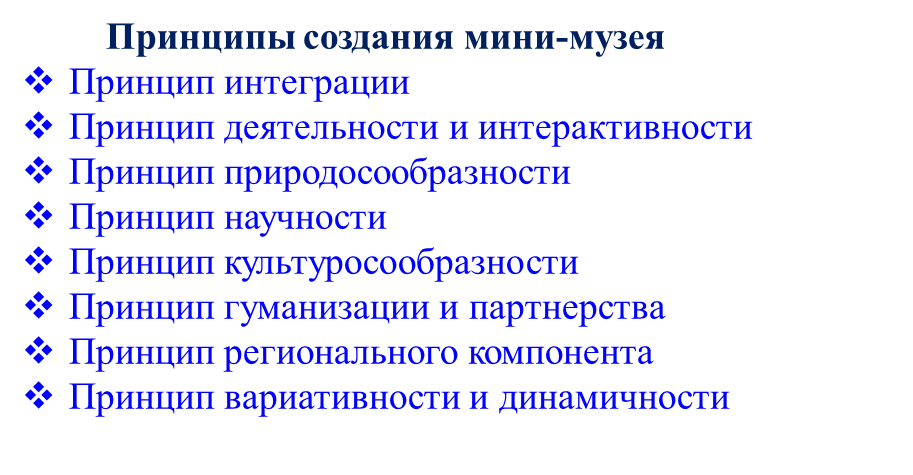 Принципы создания мини-музея
❖ Принцип интеграции
❖ Принцип деятельности и интерактивности
❖ Принцип природосообразности
❖ Принцип научности
❖ Принцип культуросообразности
❖ Принцип гуманизации и партнерства
❖ Принцип регионального компонента
❖ Принцип вариативности и динамичности